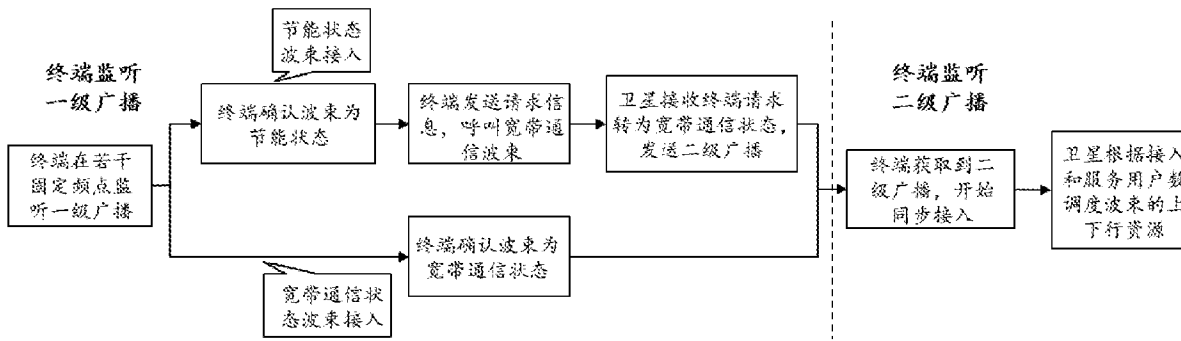 终端监听
一级广播
终端在若干
固定频点监
听一级广播
节能状态
波束接入
终端确认波束为
节能状态
终端发送请求信
息，呼叫宽带通
信波束
卫星接收终端请求
转为宽带通信状态，
发送二级广播
终端确认波束为
宽带通信状态
宽带通信状
态波束接入
终端监听
二级广播
终端获取到二
级广播，开始
同步接入
卫星根据接入
和服务用户数
调度波束的上
下行资源